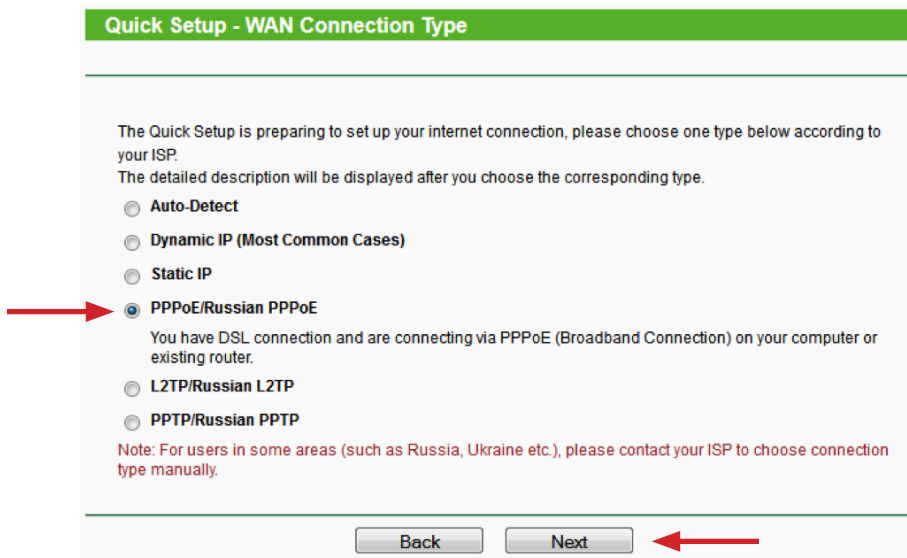 Quick Setup - WAN Connection Type
The Quick Setup is preparing to set up your internet connection, please choose one type below according to
your ISP.
The detailed description will be displayed after you choose the corresponding type.
Auto-Detect
Dynamic IP (Most Common Cases)
Static IP
PPPoE/Russian PPPoE
You have DSL connection and are connecting via PPPoE (Broadband Connection) on your computer or
existing router.
L2TP/Russian L2TP
PPTP/Russian PPTP
Note: For users in some areas (such as Russia, Ukraine etc.), please contact your ISP to choose connection
type manually.
Back Next